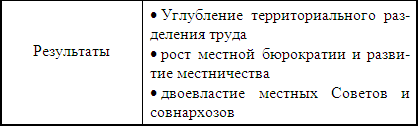 Результаты
• Углубление территориального раз-
деления труда
• рост местной бюрократии и разви-
тие местничества
• двоевластие местных Советов и
совнархозов